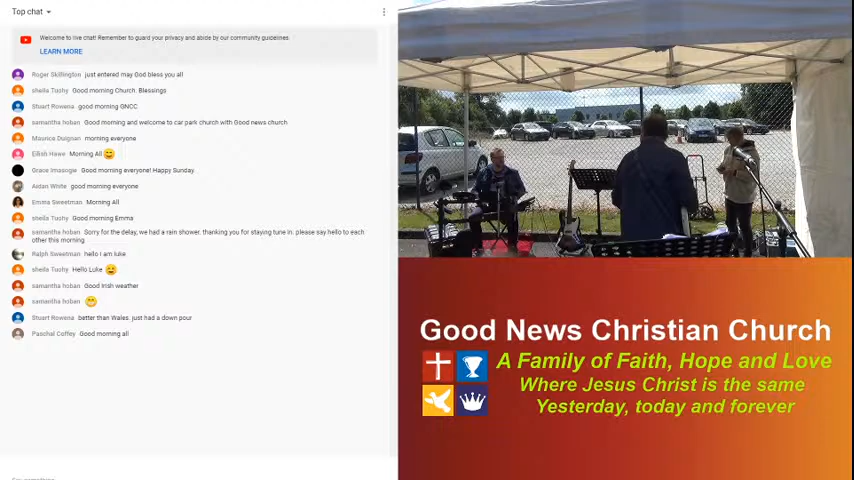 Top chat
Welcome to live chat! Remember to guard your privacy and abide by our community guidelines.
LEARN MORE
Roger Skillington just entered may God bless you all
sheila Tushy Good morning Church. Blessings
Stuart Rowena good morning GNCC
samantha hoban Good morning and welcome to car park church with Good news church
Maurice Duignan morning everyone
Eilish Hawe Morning All 😄
Grace Imasogie Good morning everyone! Happy Sunday.
Aidan White good morning everyone
Emma Sweetman Morning All
sheila Tushy Good morning Emma
samantha hoban Sorry for the delay, we had a rain shower. thanking you for staying tune in. please say hello to each
other this morning
Ralph Sweetman hello I am luke
sheila Tushy Hello Luke
samantha hoban Good Irish weather
samantha hoban 😁
Stuart Rowena better than Wales. just had a down pour
Paschal Coffey Good morning all
Good News Christian Church
A Family of Faith, Hope and Love
Where Jesus Christ is the same
Yesterday, today and forever